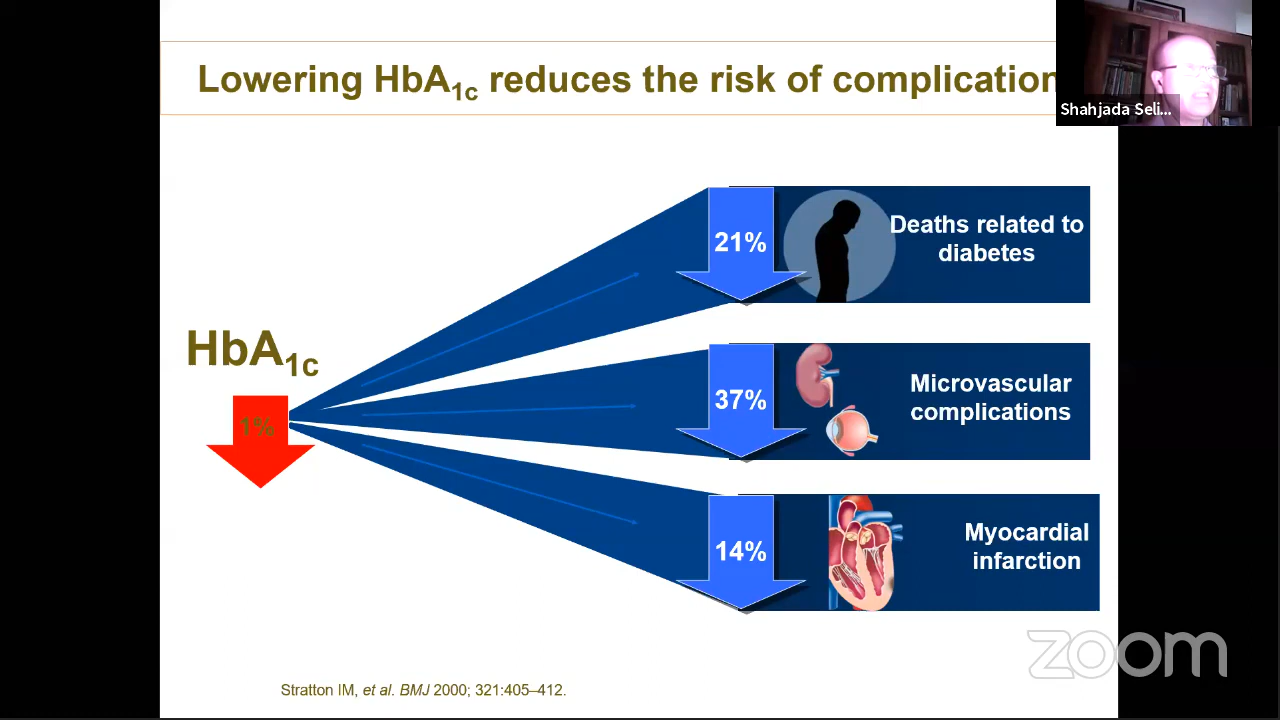 Lowering HbA1c reduces the risk of complication
Shahjada Seli...
21%
Deaths related to
diabetes
HbA1c
1%
37%
Microvascular
complications
14%
Myocardial
infarction
zoom
Stratton IM, et al. BMJ 2000; 321:405–412.